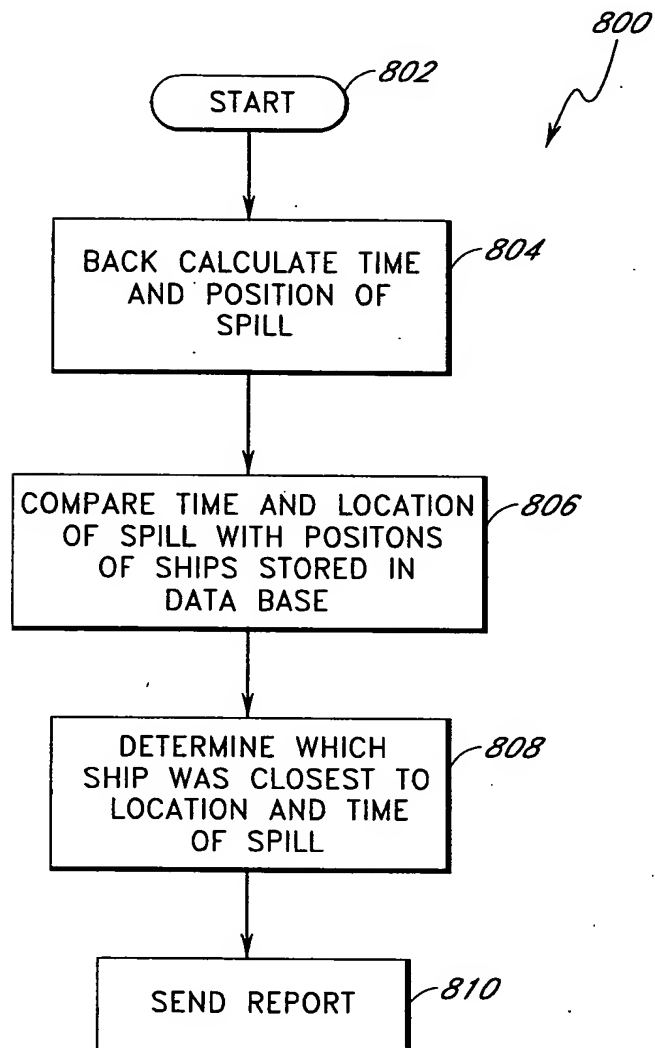 800
START
802
BACK CALCULATE TIME
AND POSITION OF
SPILL
804
COMPARE TIME AND LOCATION
OF SPILL WITH POSITONS
OF SHIPS STORED IN
DATA BASE
806
DETERMINE WHICH
SHIP WAS CLOSEST TO
LOCATION AND TIME
OF SPILL
808
SEND REPORT
810